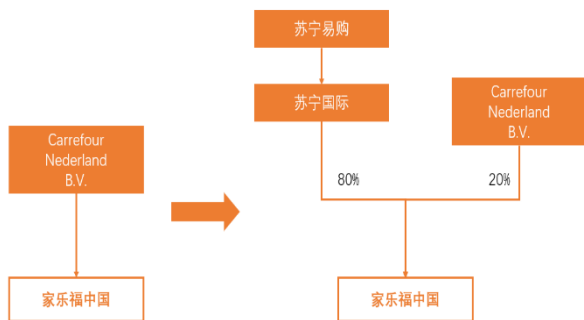 Carrefour
Nederland
B.V.
家乐福中国
苏宁易购
苏宁国际
Carrefour
Nederland
B.V.
80%
20%
家乐福中国